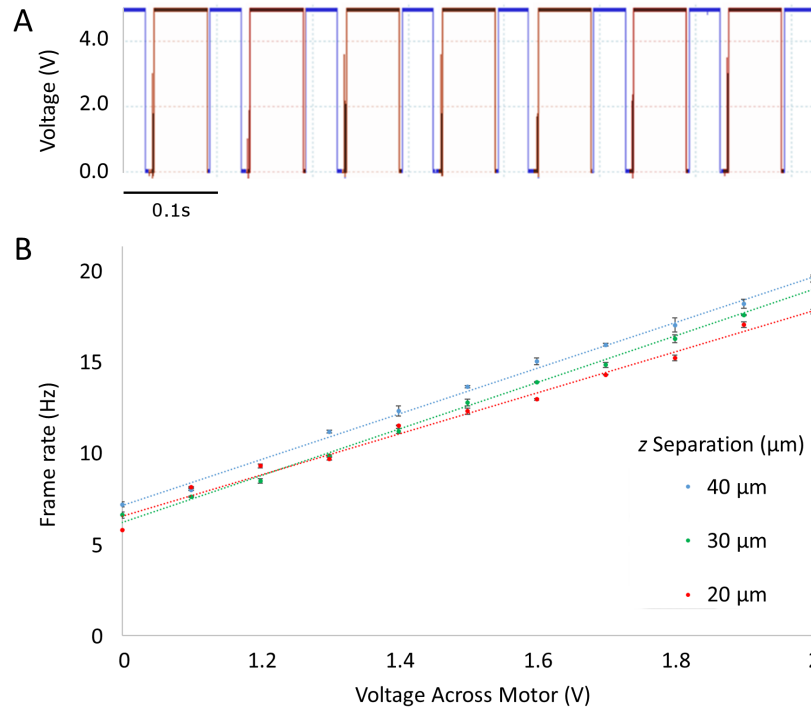 A
Voltage (V)
4.0
2.0
0.0
0.1s
B
Frame rate (Hz)
20
15
10
5
0
z Separation (µm)
40 µm
30 µm
20 µm
0
1.2
1.4
1.6
1.8
Voltage Across Motor (V)